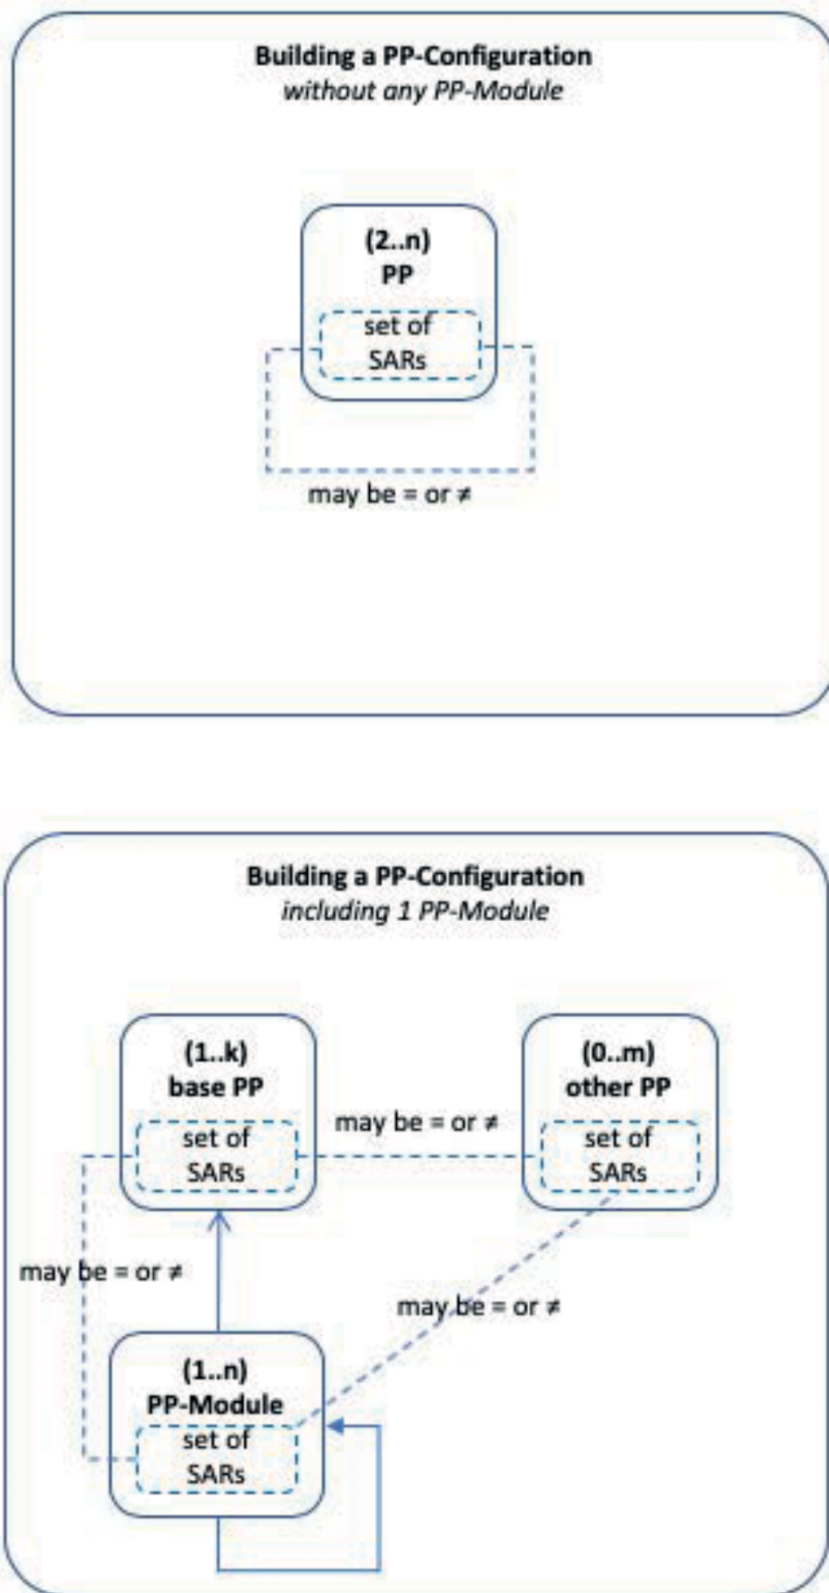 Building a PP-Configuration
without any PP-Module
(2..n)
PP
set of
SARs
may be = or ≠
Building a PP-Configuration
including 1 PP-Module
(1..k)
base PP
set of
SARs
(0..m)
other PP
set of
SARs
may be = or ≠
may be = or ≠
may be = or ≠
(1..n)
PP-Module
set of
SARs